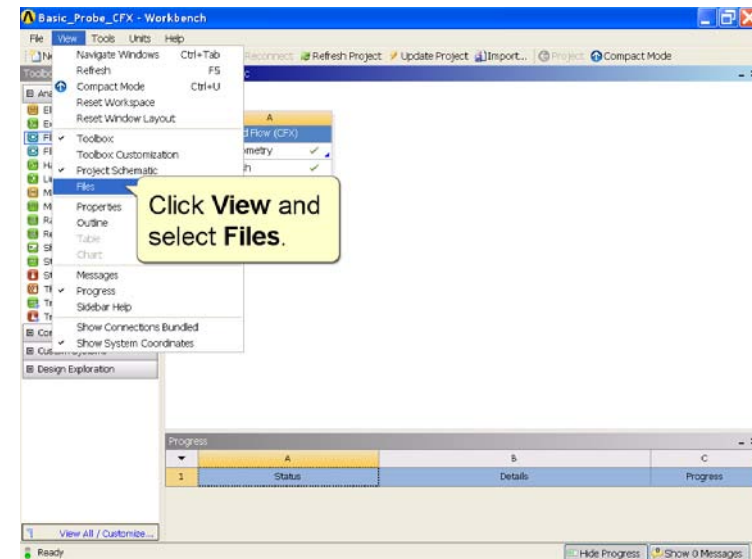 Basic_Probe_CFX - Workbench
File View Tools Units Help
Reconnect Refresh Project Update Project Import... Project Compact Mode
Navigate Windows Ctrl+Tab
Refresh F5
Compact Mode Ctrl+U
Reset Workspace
Reset Window Layout
Toolbox
Toolbox Customization
Project Schematic
Files
Properties
Outline
Table
Chart
Messages
Progress
Sidebar Help
Show Connections Bundled
Show System Coordinates
Click View and
select Files.
A
d Flow (CFX)
Design Exploration
Progress
A B C
1 Status Details Progress
View All / Customize...
Ready
Hide Progress Show 0 Messages